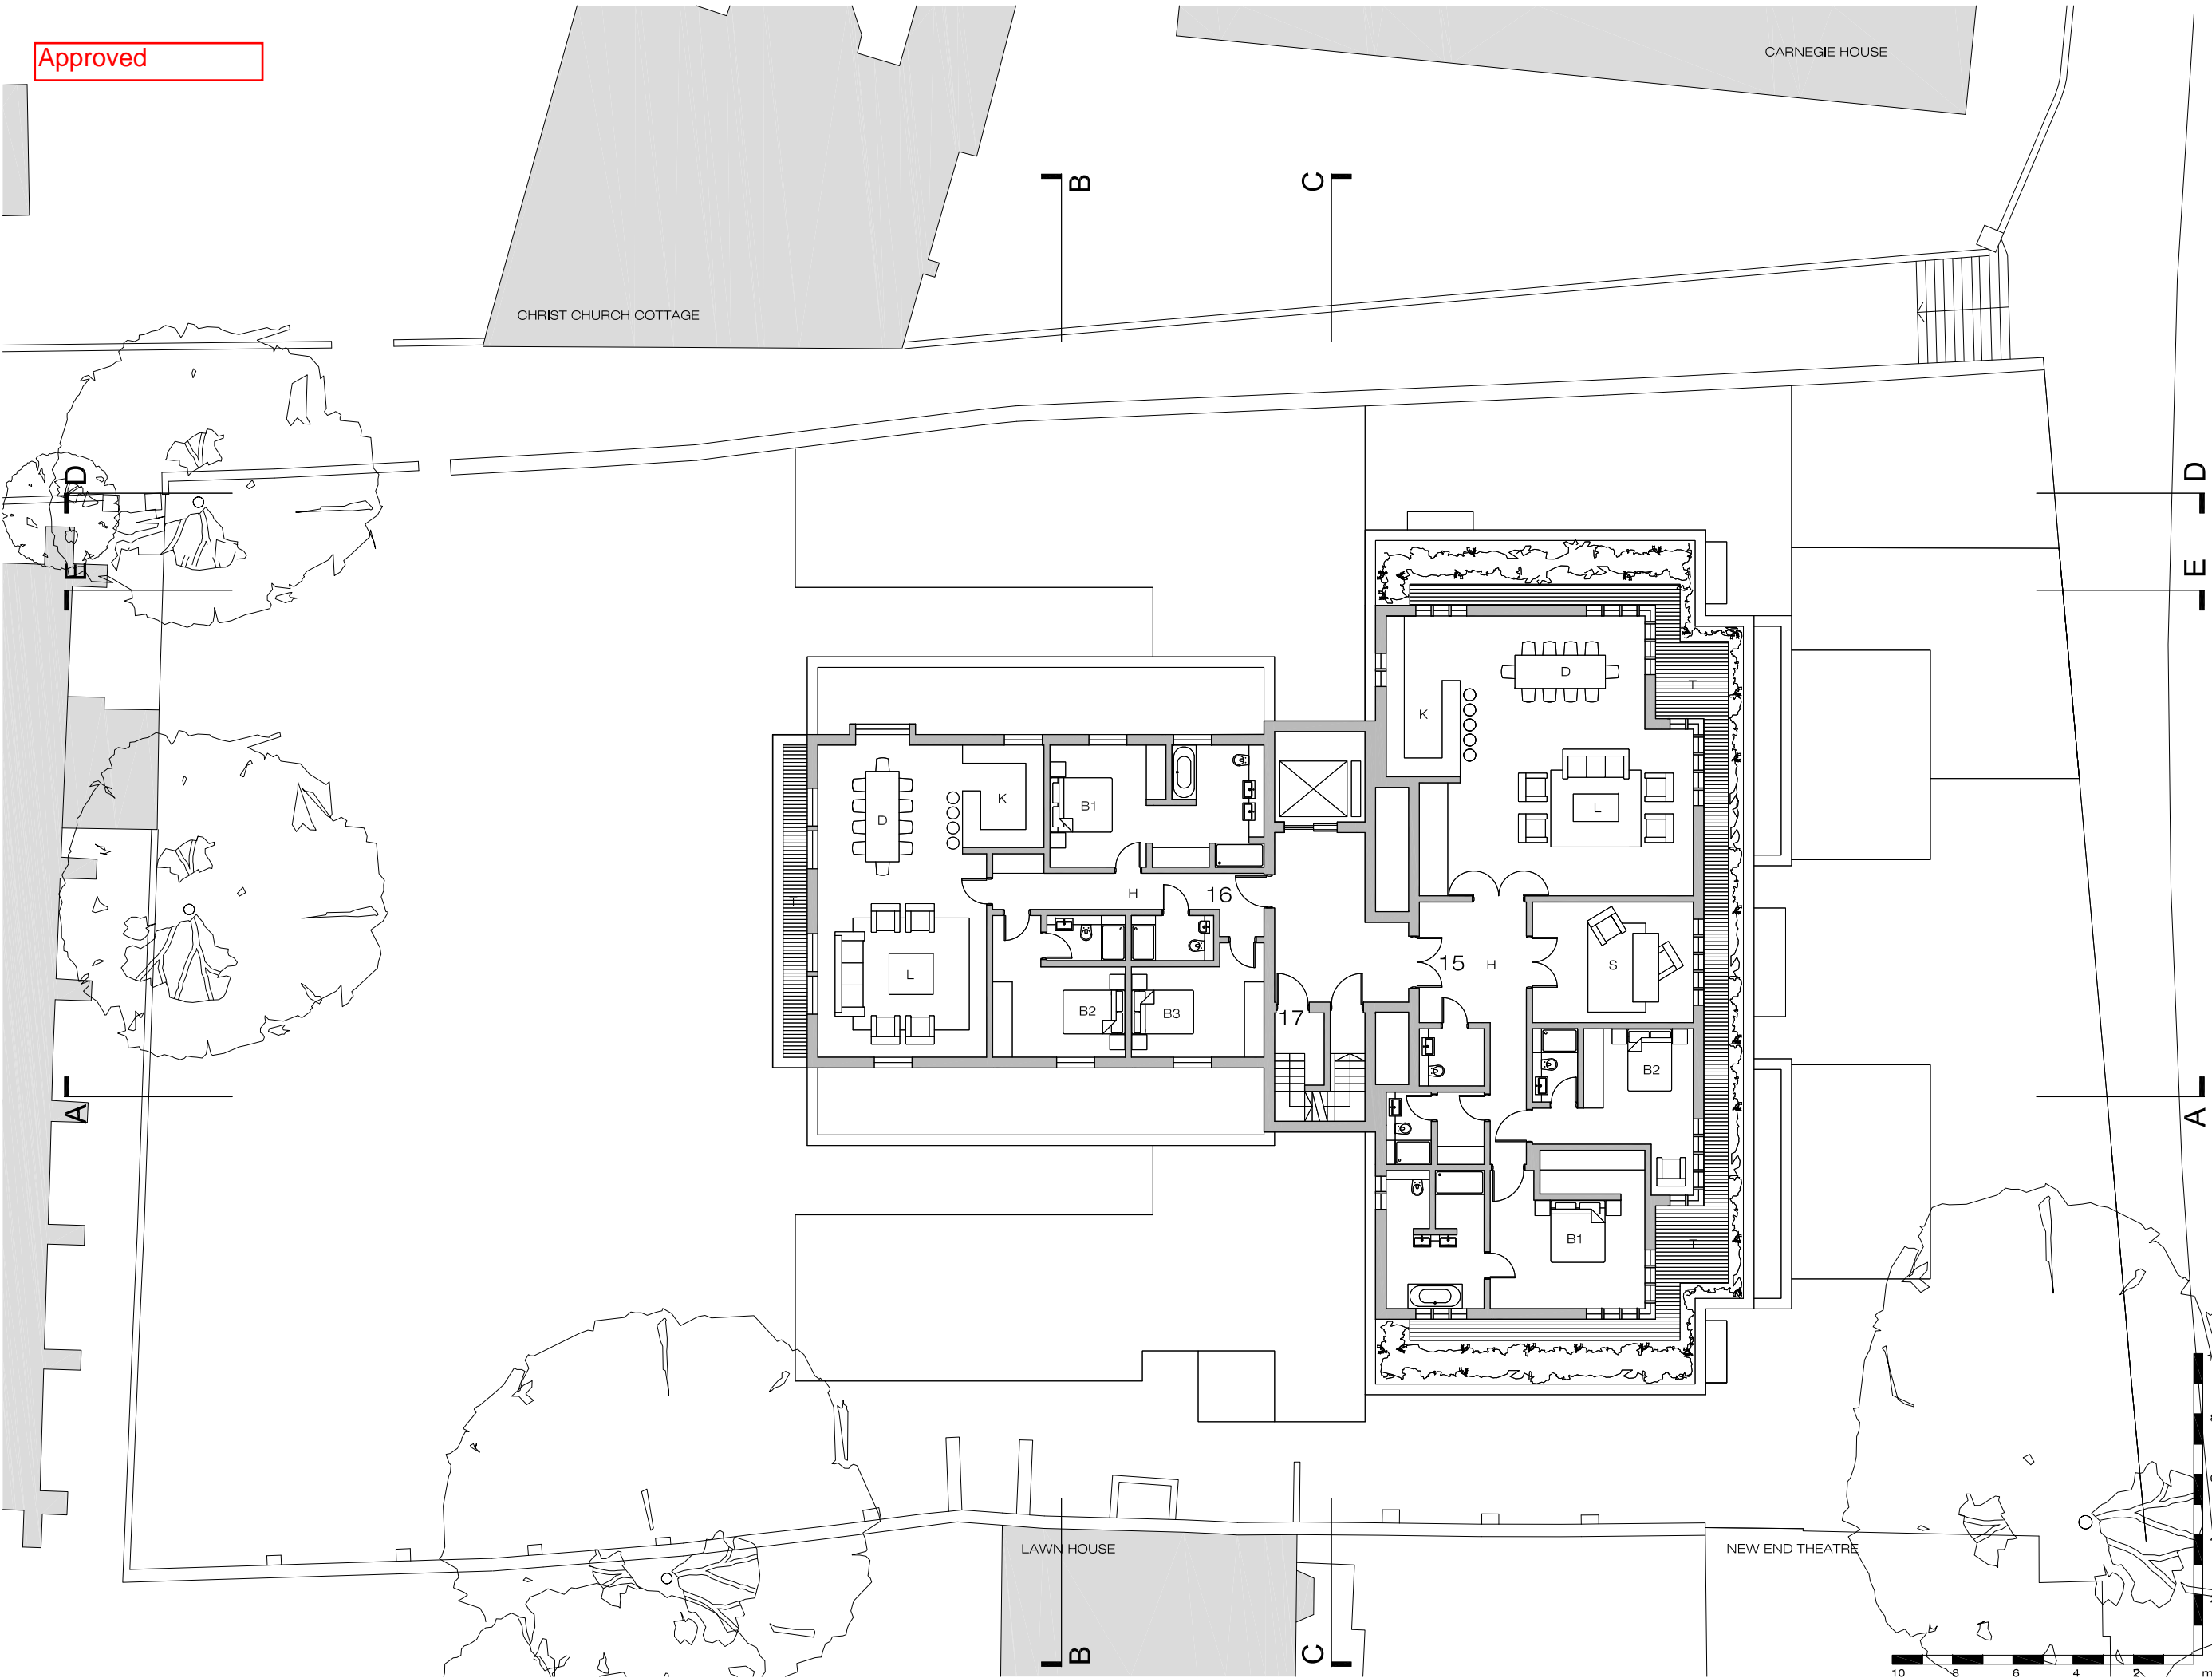 Approved
CARNEGIE HOUSE
B
C
CHRIST CHURCH COTTAGE
D
D
E
E
D
T
K
K
B1
D
L
T
H
16
15
H
S
L
B2
B3
17
B2
A
A
B1
T
LAWN HOUSE
NEW END THEATRE
B
C
10
8
6
4
2
m